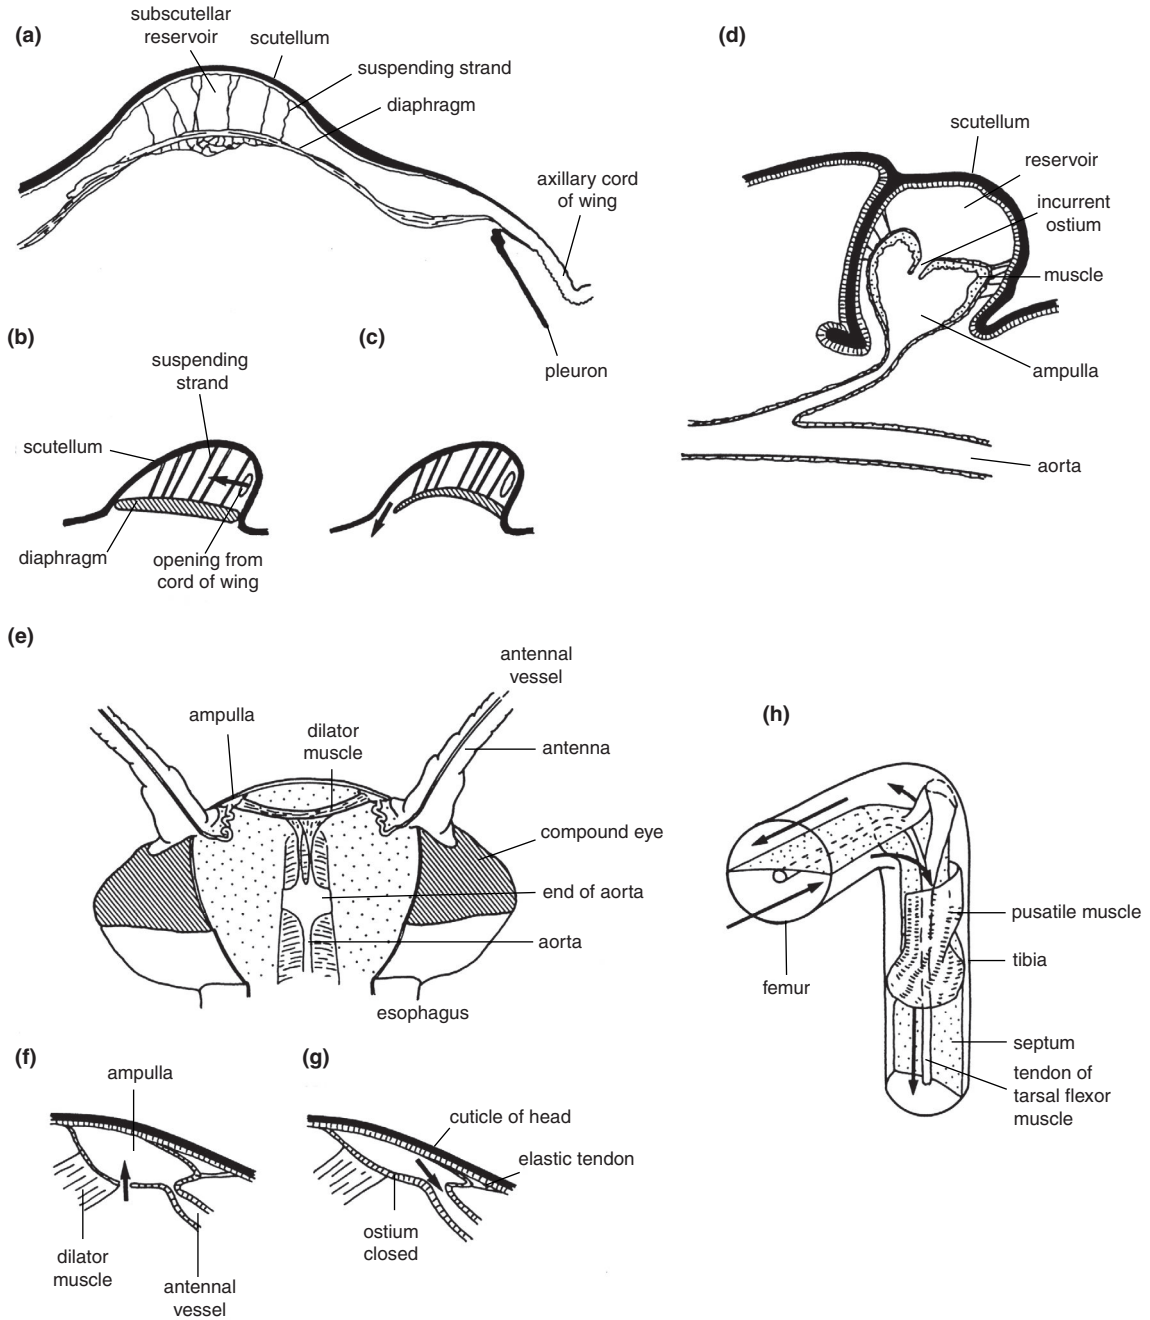 (a)
subscutellar
reservoir
scutellum
suspending strand
diaphragm
axillary cord
of wing
pleuron
(b)
suspending
strand
scutellum
diaphragm
opening from
cord of wing
(c)
(d)
scutellum
reservoir
incurrent
ostium
muscle
ampulla
aorta
(e)
antennal
vessel
ampulla
dilator
muscle
antenna
compound eye
end of aorta
aorta
esophagus
(h)
pusatile muscle
tibia
femur
septum
tendon of
tarsal flexor
muscle
(f)
ampulla
dilator
muscle
antennal
vessel
(g)
cuticle of head
elastic tendon
ostium
closed